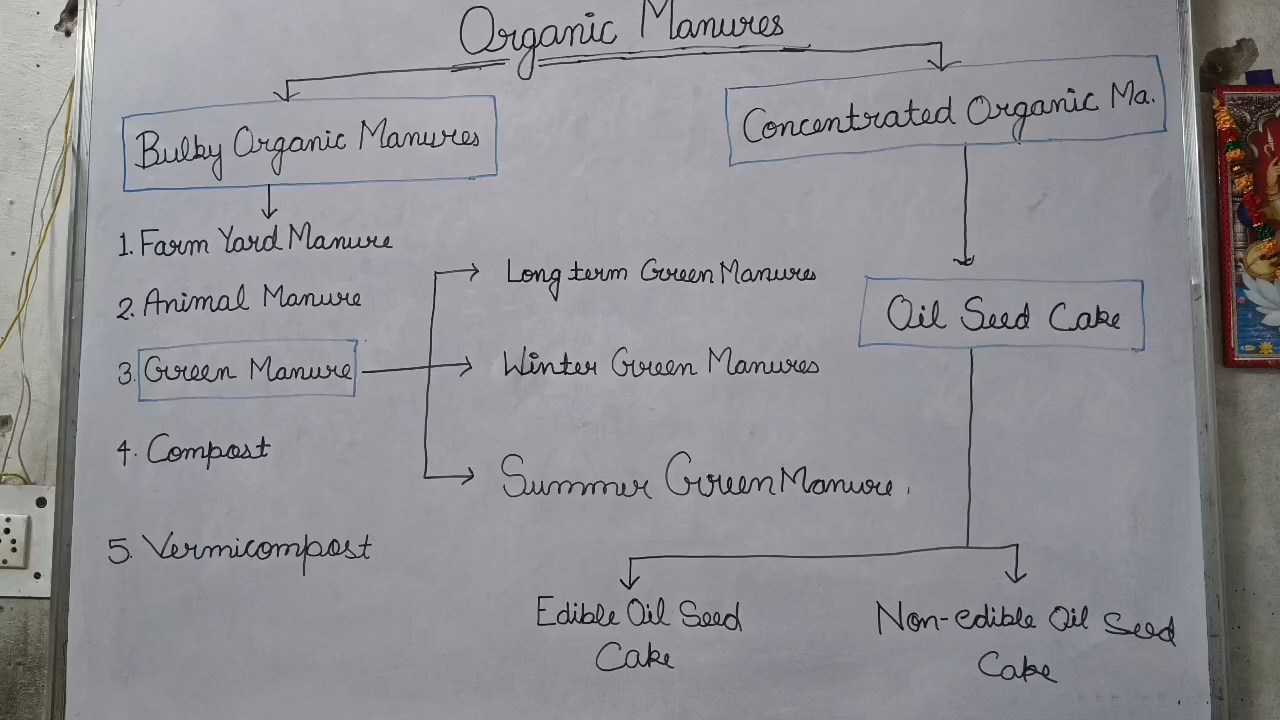 Organic Manures
Bulky Organic Manures
Concentrated Organic Ma.
1. Farm Yard Manure
2. Animal Manure
3. Green Manure
4. Compost
5. Vermicompost
Long term Green Manures
Winter Green Manures
Summer Green Manure.
Oil Seed Cake
Edible Oil Seed
Cake
Non-edible Oil Seed
Cake